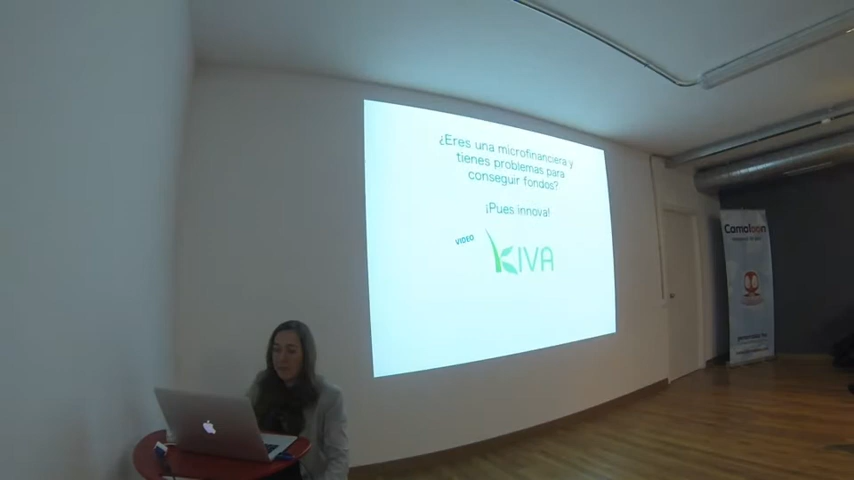 ¿Eres una microfinanciera y
tienes problemas para
conseguir fondos?
¡Pues innova!
VIDEO
KIVA
Camaloon